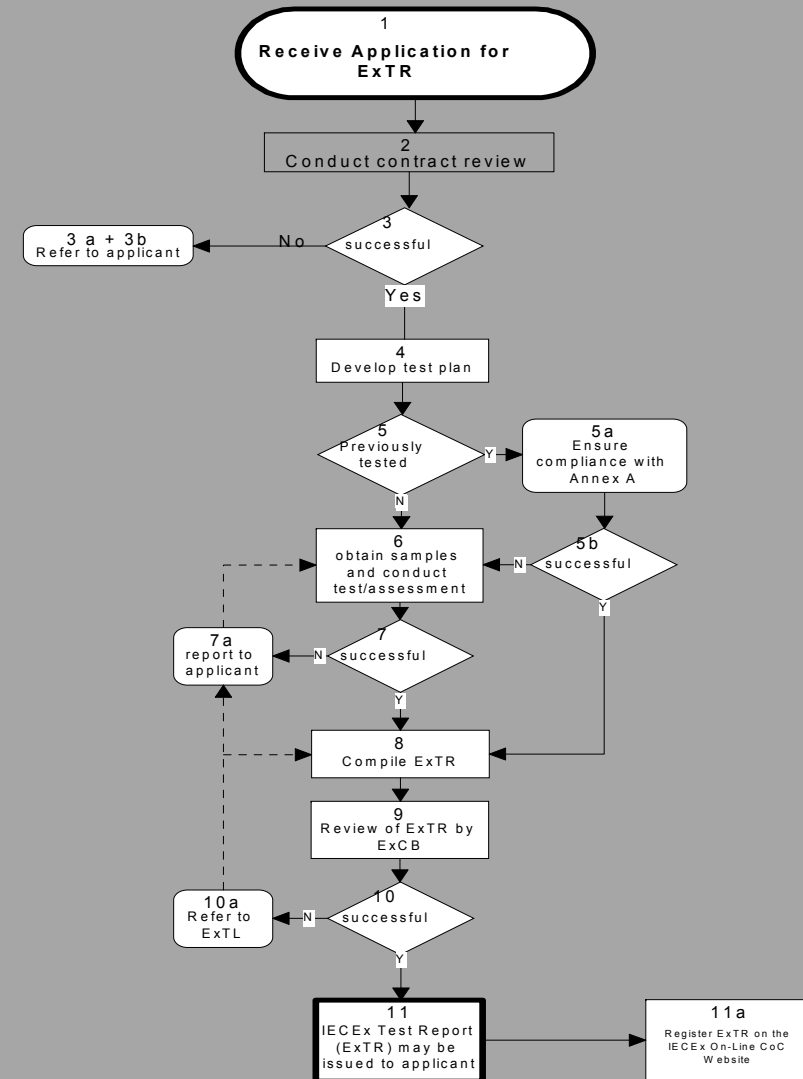 1
Receive Application for
ExTR
2
Conduct contract review
3
successful
No
3 a + 3b
Refer to applicant
Yes
4
Develop test plan
5
Previously
tested
Y
5a
Ensure
compliance with
Annex A
N
6
obtain samples
and conduct
test/assessment
N
5b
successful
Y
7
successful
N
7a
report to
applicant
Y
8
Compile ExTR
9
Review of ExTR by
ExCB
10
successful
N
10a
Refer to
ExTL
Y
11
IECEx Test Report
(ExTR) may be
issued to applicant
11a
Register ExTR on the
IECEx On-Line CoC
Website